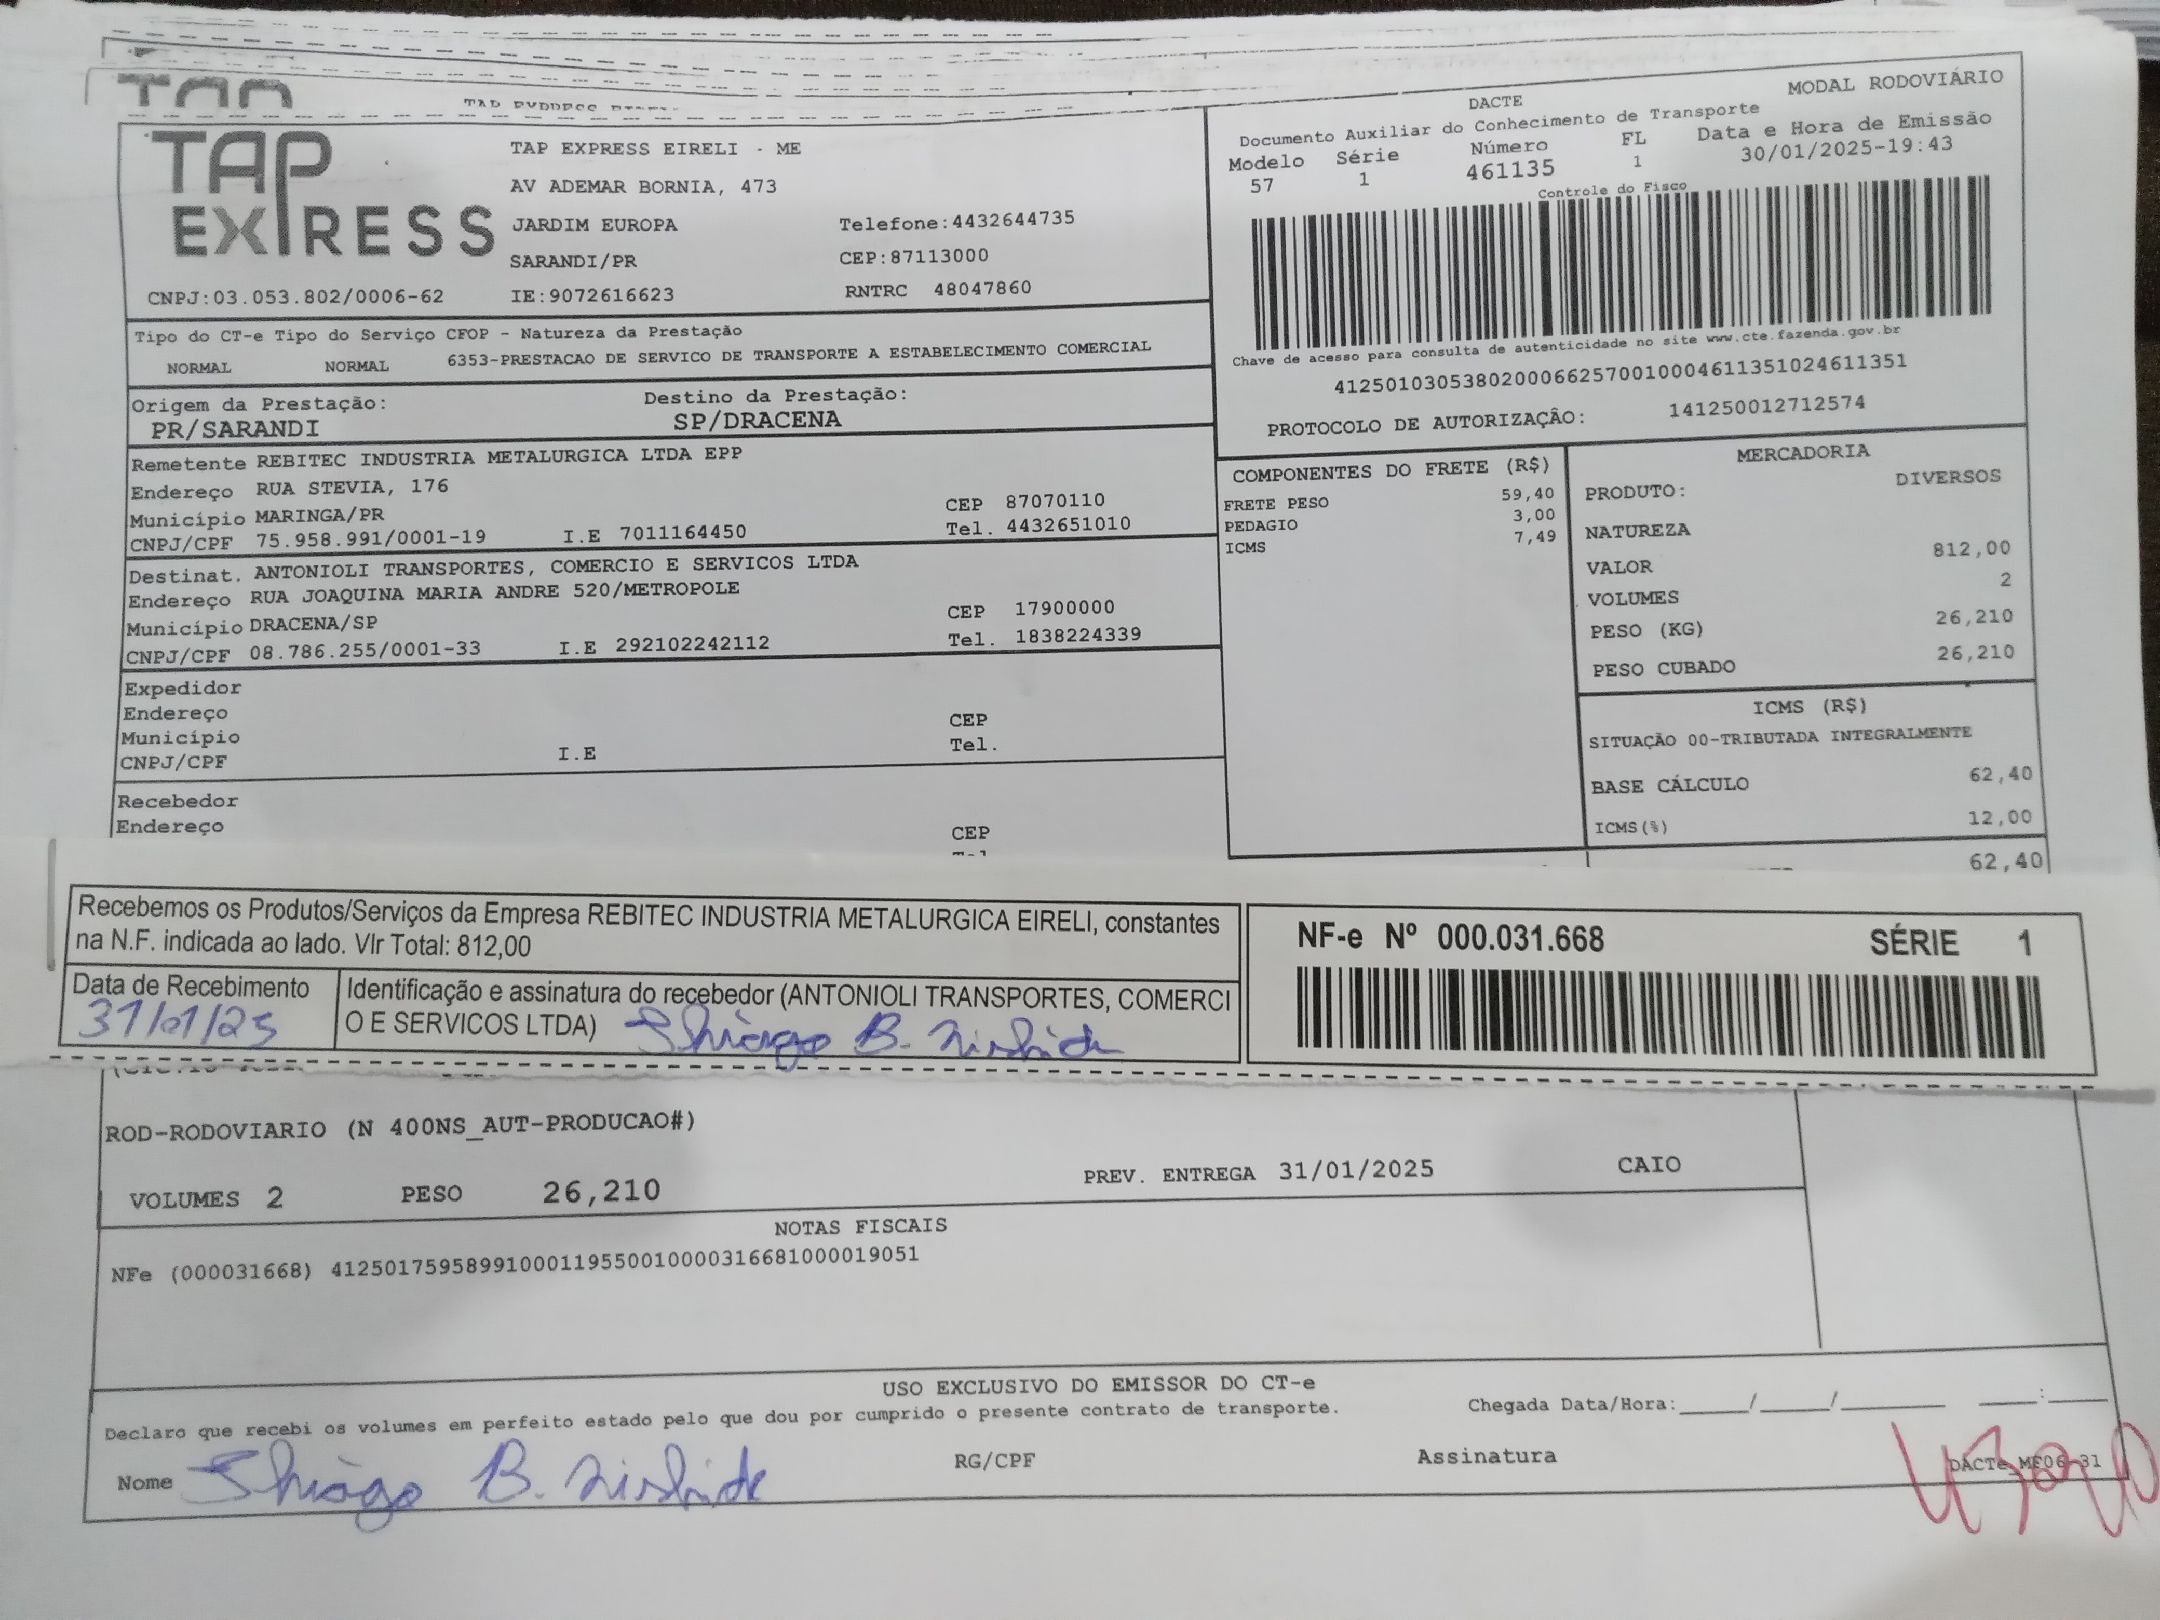 TAP EXPRESS
TAP EXPRESS EIRELI - ME
AV ADEMAR BORNIA, 473
JARDIM EUROPA Telefone:4432644735
SARANDI/PR CEP:87113000
CNPJ:03.053.802/0006-62 IE:9072616623 RNTRC 48047860
DACTE MODAL RODOVIÁRIO
Documento Auxiliar do Conhecimento de Transporte
Modelo Série Número FL Data e Hora de Emissão
57 1 461135 1 30/01/2025-19:43
Controle do Fisco
Chave de acesso para consulta de autenticidade no site www.cte.fazenda.gov.br
41250103053802000662570010004611351024611351
PROTOCOLO DE AUTORIZAÇÂO: 141250012712574
Tipo do CT-e Tipo do Serviço CFOP - Natureza da Prestação
NORMAL NORMAL 6353-PRESTACAO DE SERVICO DE TRANSPORTE A ESTABELECIMENTO COMERCIAL
Origem da Prestação: Destino da Prestação:
PR/SARANDI SP/DRACENA
Remetente REBITEC INDUSTRIA METALURGICA LTDA EPP
Endereço RUA STEVIA, 176 CEP 87070110
Município MARINGA/PR Tel. 4432651010
CNPJ/CPF 75.958.991/0001-19 I.E 7011164450
Destinat. ANTONIOLI TRANSPORTES, COMERCIO E SERVICOS LTDA
Endereço RUA JOAQUINA MARIA ANDRE 520/METROPOLE CEP 17900000
Município DRACENA/SP Tel. 1838224339
CNPJ/CPF 08.786.255/0001-33 I.E 292102242112
Expedidor
Endereço CEP
Município Tel.
CNPJ/CPF I.E
Recebedor
Endereço CEP
COMPONENTES DO FRETE (R$)
FRETE PESO 59,40
PEDAGIO 3,00
ICMS 7,49
MERCADORIA
PRODUTO: DIVERSOS
NATUREZA
VALOR 812,00
VOLUMES 2
PESO (KG) 26,210
PESO CUBADO 26,210
ICMS (R$)
SITUAÇÃO 00-TRIBUTADA INTEGRALMENTE
BASE CÁLCULO 62,40
ICMS(%) 12,00
62,40
Recebemos os Produtos/Serviços da Empresa REBITEC INDUSTRIA METALURGICA EIRELI, constantes
na N.F. indicada ao lado. Vlr Total: 812,00
Data de Recebimento
31/01/25
Identificação e assinatura do recebedor (ANTONIOLI TRANSPORTES, COMERCI
O E SERVICOS LTDA) Thiago B.
NF-e Nº 000.031.668 SÉRIE 1
ROD-RODOVIARIO (N 400NS_AUT-PRODUCAO#)
VOLUMES 2 PESO 26,210 PREV. ENTREGA 31/01/2025 CAIO
NOTAS FISCAIS
NFe (000031668) 41250175958991000119550010000316681000019051
USO EXCLUSIVO DO EMISSOR DO CT-e
Declaro que recebi os volumes em perfeito estado pelo que dou por cumprido o presente contrato de transporte. Chegada Data/Hora:____/____/______ ____:____
Nome Thiago B. RG/CPF Assinatura DACTe_MF06_31